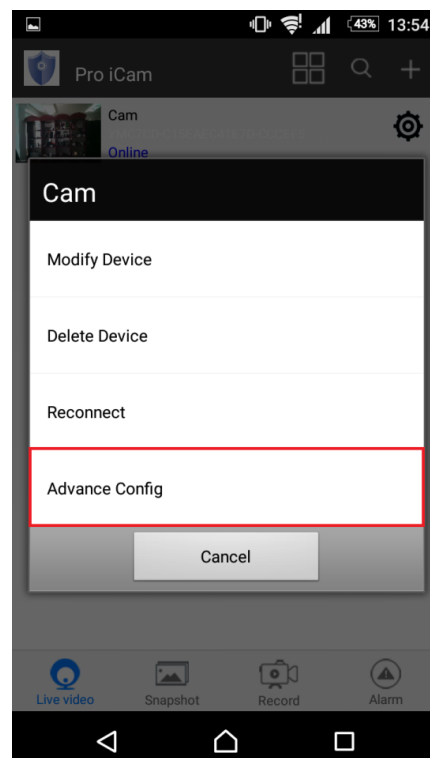 43% 13:54
Pro iCam
Cam
Online
Cam
Modify Device
Delete Device
Reconnect
Advance Config
Cancel
Live video Snapshot Record Alarm